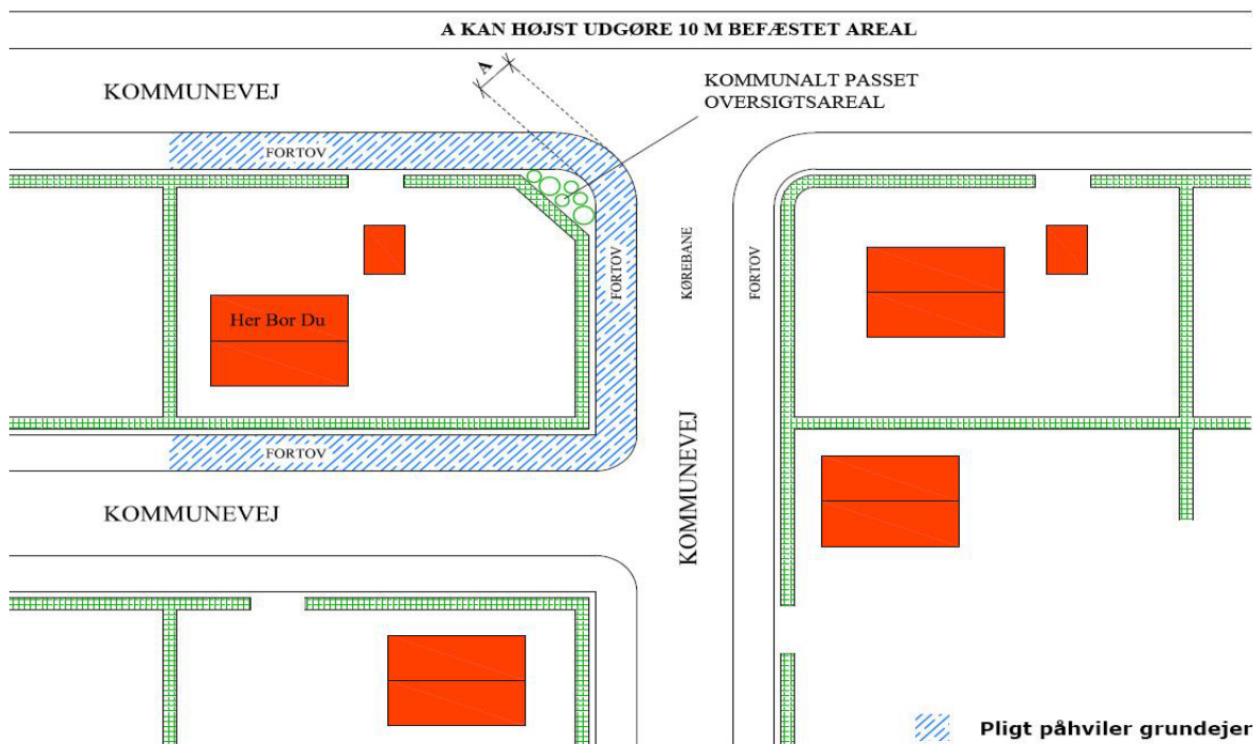 A KAN HØJST UDGØRE 10 M BEFÆSTET AREAL
A
KOMMUNEVEJ
KOMMUNALT PASSET
OVERSIGTSAREAL
FORTOV
FORTOV
KØREBANE
FORTOV
Her Bor Du
FORTOV
KOMMUNEVEJ
KOMMUNEVEJ
Pligt påhviler grundejer